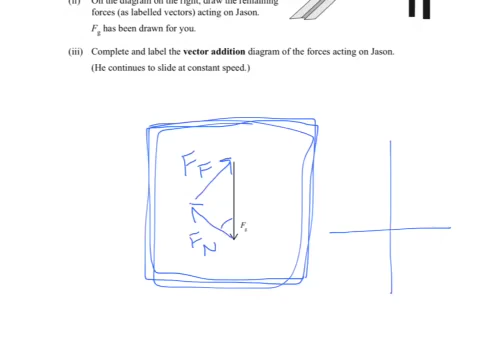 (ii) On the diagram on the right, draw the remaining
forces (as labelled vectors) acting on Jason.
Fg has been drawn for you.
(iii) Complete and label the vector addition diagram of the forces acting on Jason.
(He continues to slide at constant speed.)
FF
Fg
FN